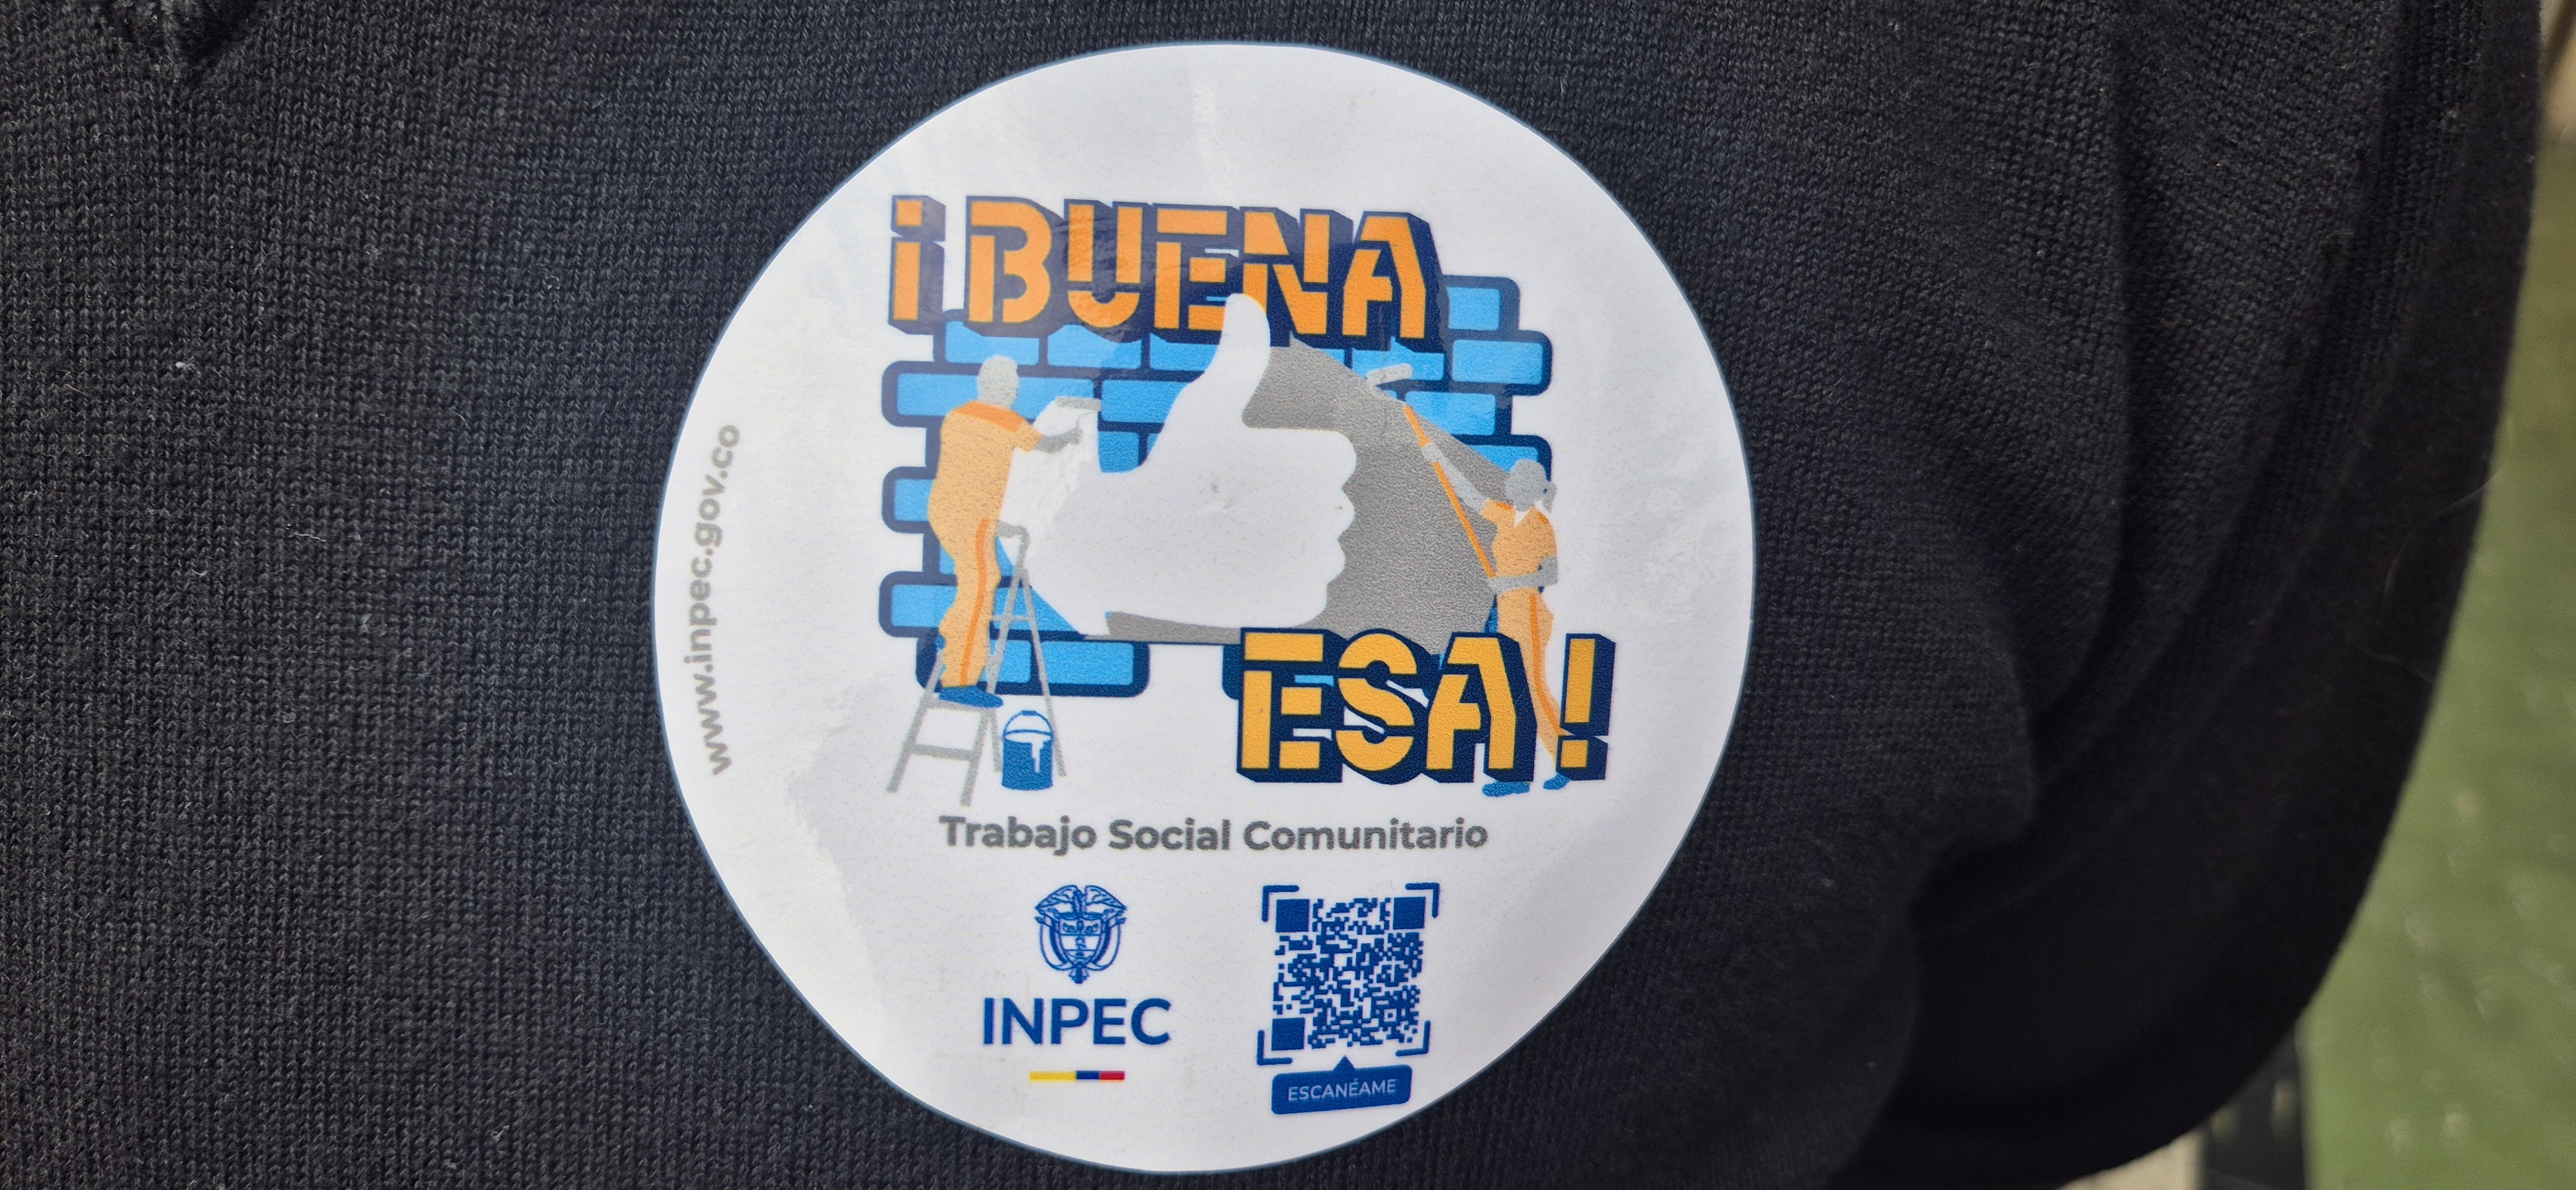 ¡BUENA
ESA!
www.inpec.gov.co
Trabajo Social Comunitario
INPEC
ESCANÉAME